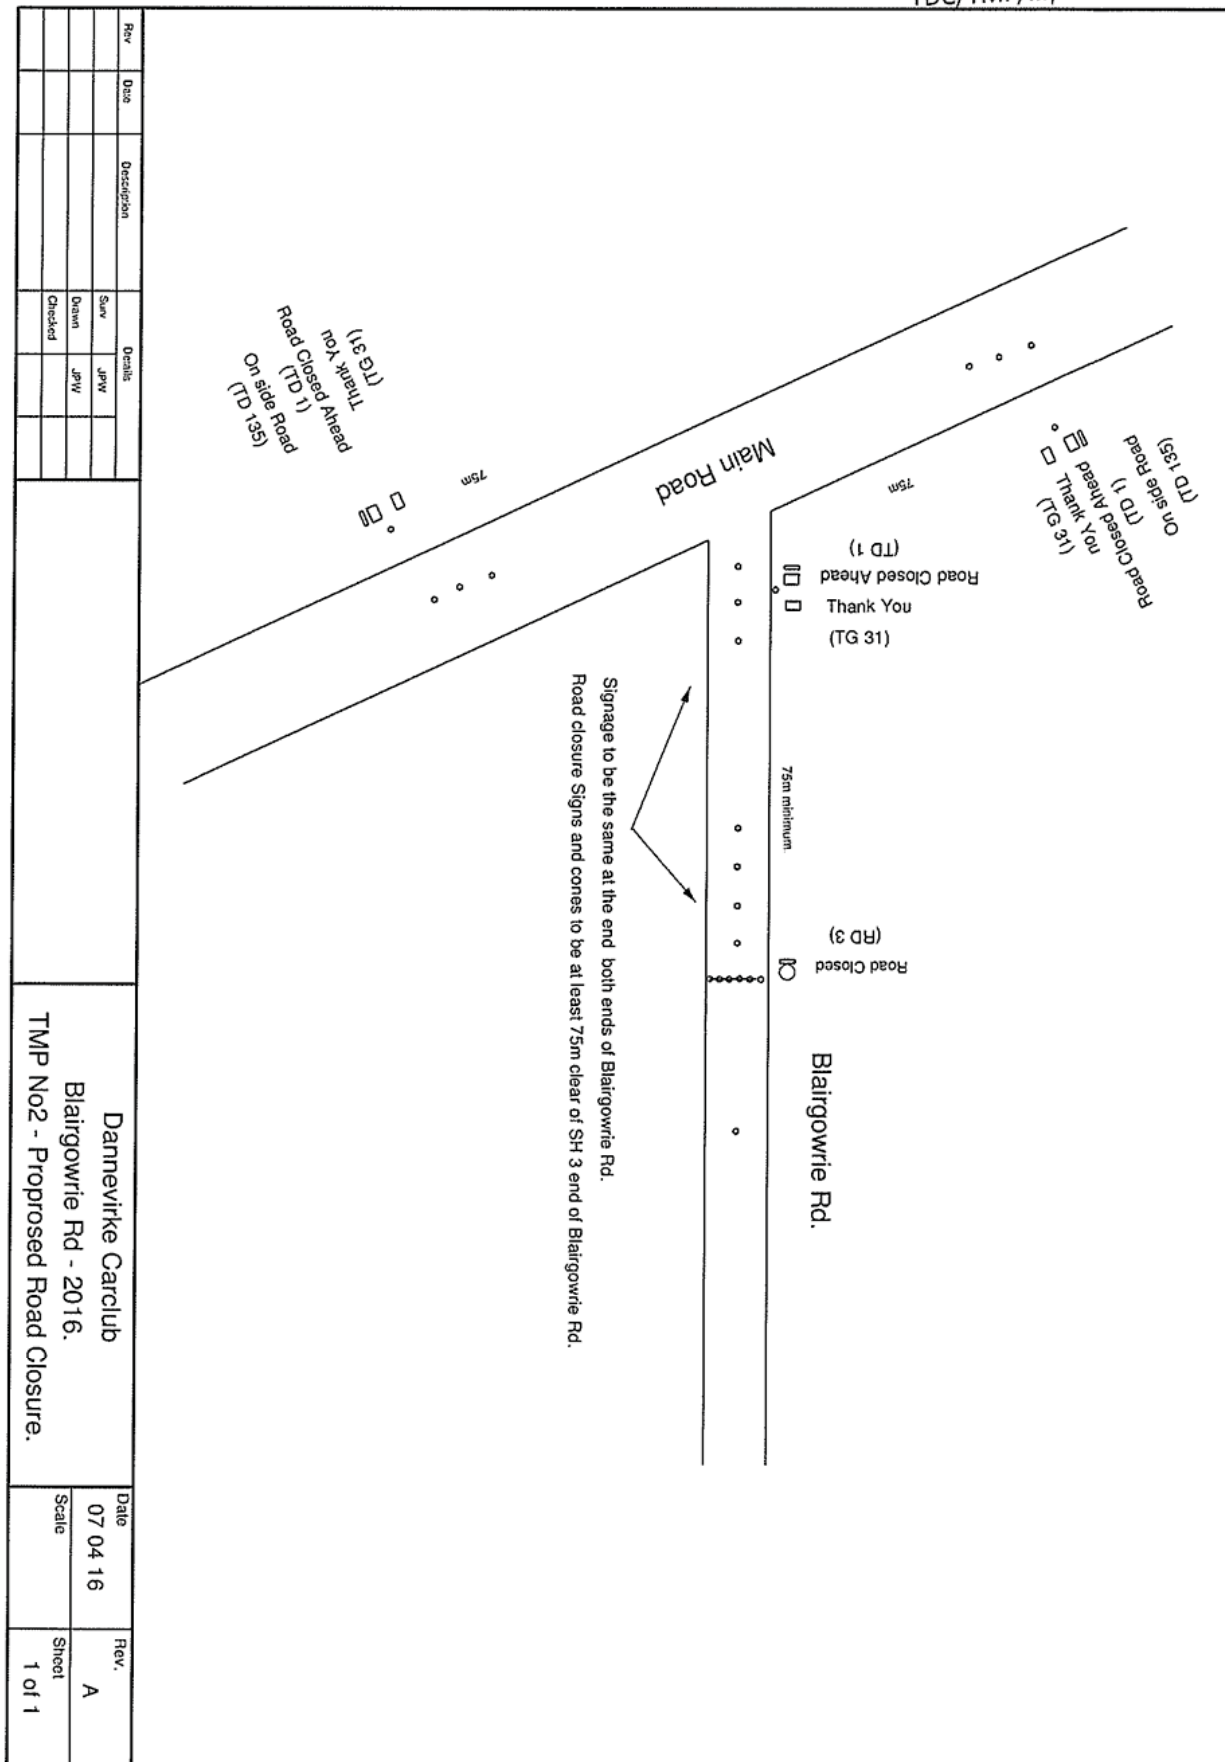 (TD 135)
On side Road
(TD 1)
Road Closed Ahead
Thank You
(TG 31)
75m
Main Road
75m
(TG 31)
Thank You
Road Closed Ahead
(TD 1)
On side Road
(TD 135)
(TD 1)
Road Closed Ahead
Thank You
(TG 31)
75m minimum.
(RD 3)
Road Closed
Blairgowrie Rd.
Signage to be the same at the end both ends of Blairgowrie Rd.
Road closure Signs and cones to be at least 75m clear of SH 3 end of Blairgowrie Rd.
Rev Date Description Details
Surv JPW
Drawn JPW
Checked
Dannevirke Carclub
Blairgowrie Rd - 2016.
TMP No2 - Proprosed Road Closure.
Date
07 04 16
Scale
Rev.
A
Sheet
1 of 1